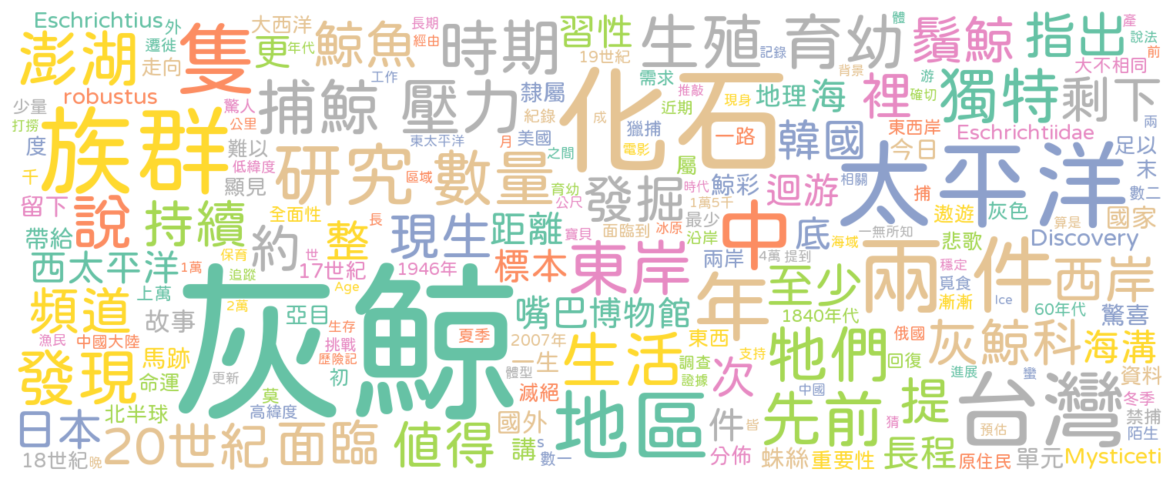 Eschrichtius 外 大西洋 更 年代 鯨魚 時期 習性 19世紀 生殖 育幼 記錄 鬚鯨 指出 體 產 說法 前
澎湖 遷徙 走向 隻 長期 經由 工作 需求 背景 推敲 裡 游 確切 獨特 大不相同 剩下
少量 robustus 驚人 捕鯨 壓力 隸屬 紀錄 近期 化石 地理 海 現身 東西岸 兩
打撈 度 族群 公里 難以 低緯度 東太平洋 月 美國 之間 獵捕 電影 成 一路 韓國 Eschrichtiidae 今日 足以 末
千 顯見 研究 數量 區域 育幼 公尺 屬 時代 1萬5千 鯨彩 迴游 相關 捕 太平洋 數二
留下 說 持續 全面性 長 現生 距離 發掘 最少 面臨到 冰原 中 底 遨遊 灰色 算是 國家
帶給 約 整 寶貝 沿岸 兩岸 一無所知 悲歌 Discovery
西太平洋 1萬 保育 世 17世紀 1946年 標本 東岸 4萬 提到 海域 兩件 穩定 覓食 西岸
上萬 追蹤 2萬 Age 灰鯨 嘴巴博物館 年 至少 1840年代 漸漸 Ice 60年代 驚喜
頻道 故事 亞目 生存 夏季 2007年 東西 俄國 灰鯨科 海溝
漁民 中國大陸 馬跡 挑戰 歷險記 體型 一生 生活 調查 證據 支持 次 牠們 回復 進展 蠻 資料
發現 命運 更新 莫 初 滅絕 中國 提 台灣 冬季 禁捕
日本 北半球 高緯度 國外 地區 件 皆 先前 猜 預估 陌生
18世紀 晚 20世紀 面臨 值得 講 s 數一 分佈 蛛絲 重要性 長程 原住民 單元 Mysticeti